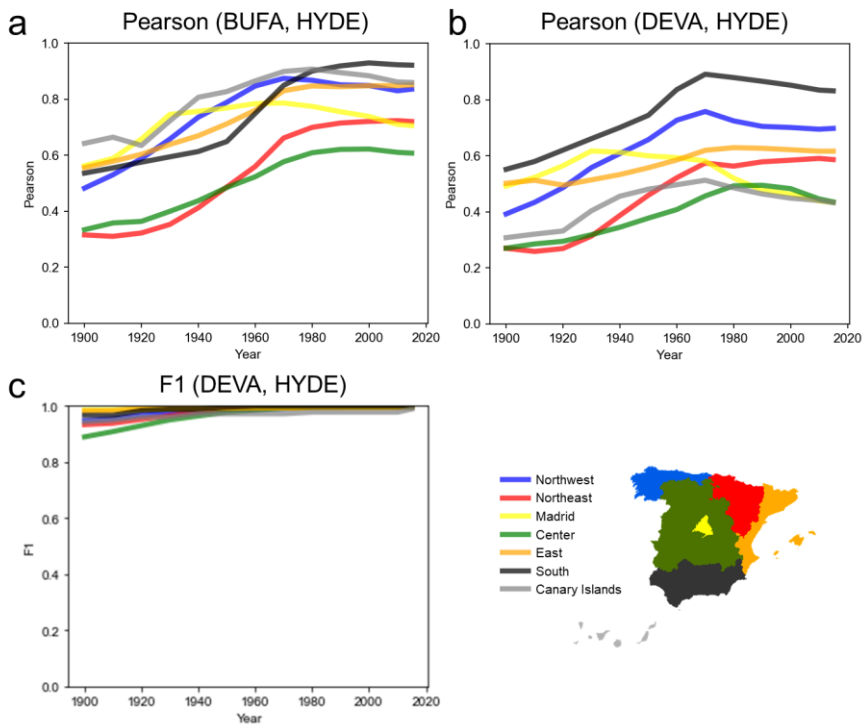 a
Pearson (BUFA, HYDE)
1.0
0.8
0.6
0.4
0.2
0.0
Pearson
1900
1920
1940
1960
1980
2000
2020
Year
b
Pearson (DEVA, HYDE)
1.0
0.8
0.6
0.4
0.2
0.0
Pearson
1900
1920
1940
1960
1980
2000
2020
Year
c
F1 (DEVA, HYDE)
1.0
0.8
0.6
0.4
0.2
0.0
F1
1900
1920
1940
1960
1980
2000
2020
Year
Northwest
Northeast
Madrid
Center
East
South
Canary Islands